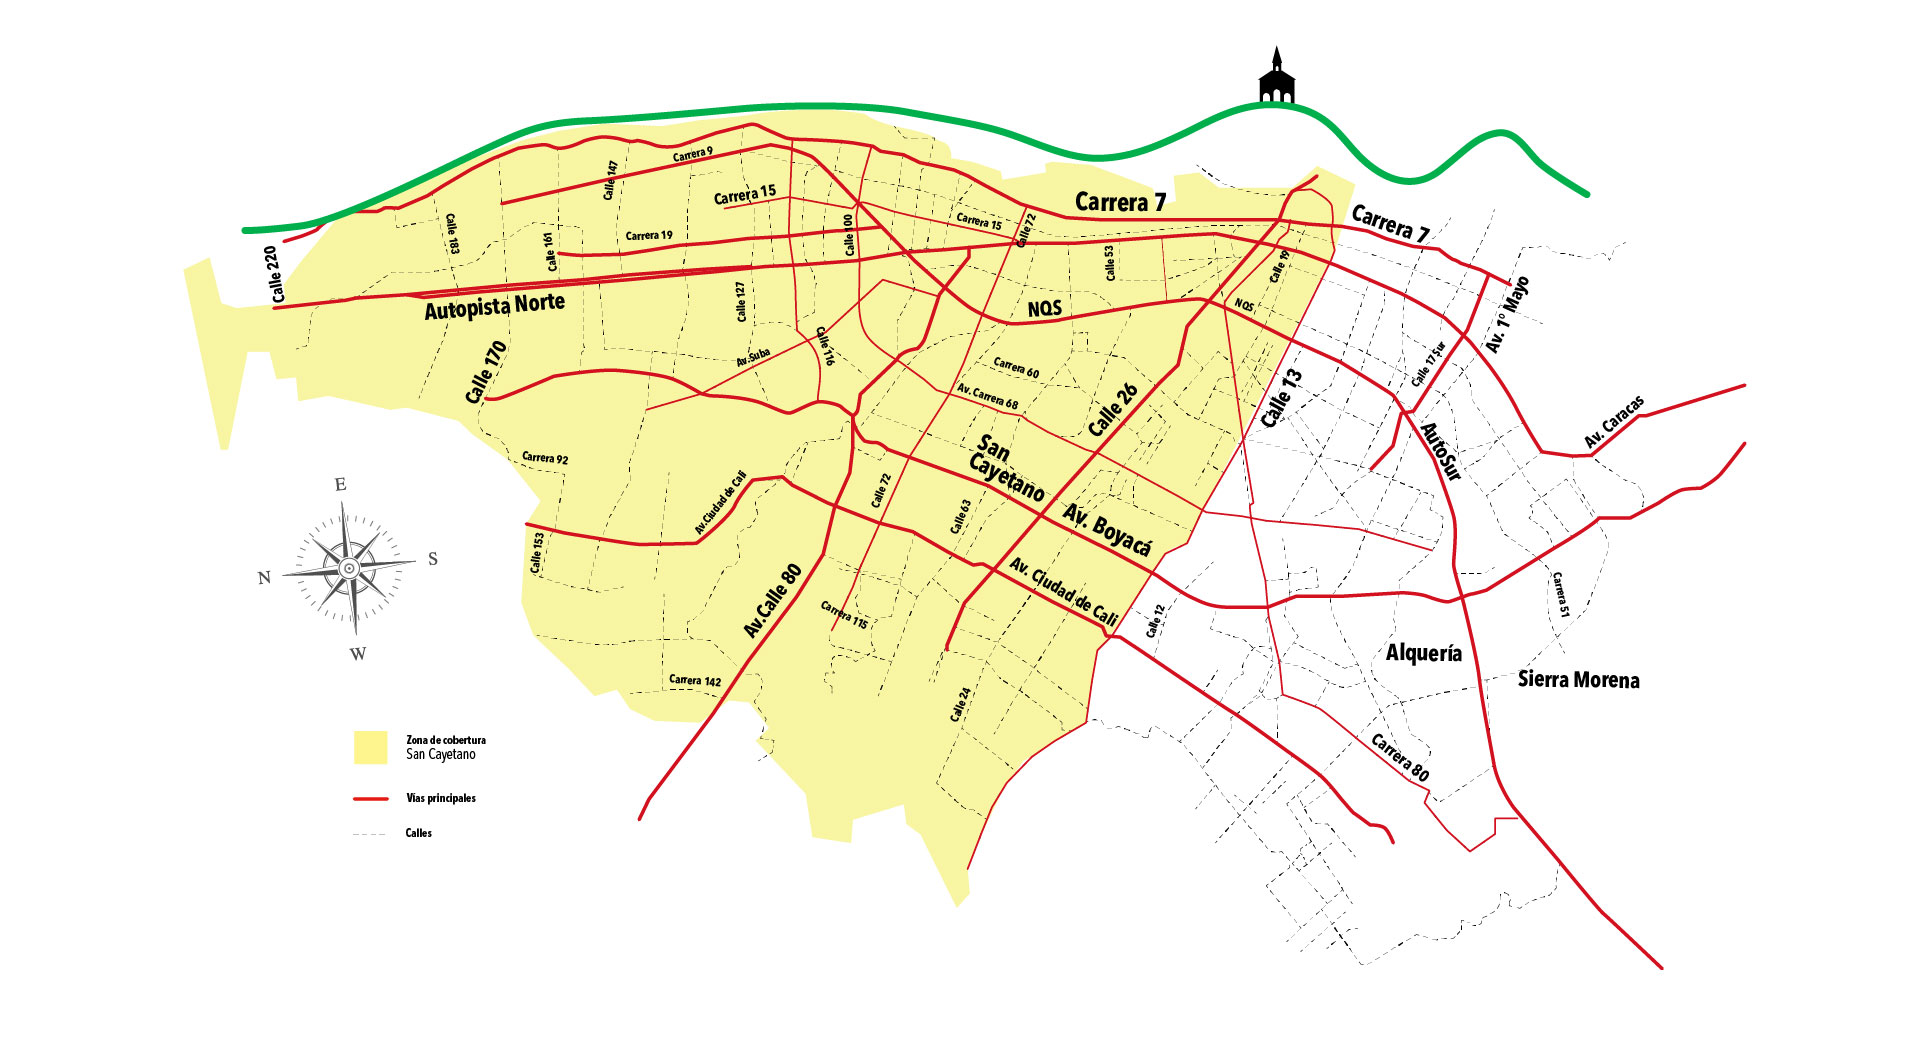 Carrera 9
Calle 147
Carrera 15
Carrera 7
Carrera 7
Calle 183
Carrera 15
Calle 72
Calle 100
Carrera 19
Calle 161
Calle 220
Calle 53
Calle 19
Autopista Norte
Calle 127
NQS
NQS
Av. 1º Mayo
Calle 170
Av.Suba
Calle 116
Carrera 60
Calle 17 Sur
Av. Carrera 68
Calle 26
Calle 13
Av. Caracas
AutoSur
San
Cayetano
Carrera 92
Av.Ciudad de Cali
Calle 72
Calle 63
Av. Boyacá
Calle 153
E
S
N
W
Av.Calle 80
Av. Ciudad de Cali
Carrera 115
Calle 12
Carrera 51
Alquería
Sierra Morena
Carrera 142
Calle 24
Carrera 80
Zona de cobertura
San Cayetano
Vías principales
Calles